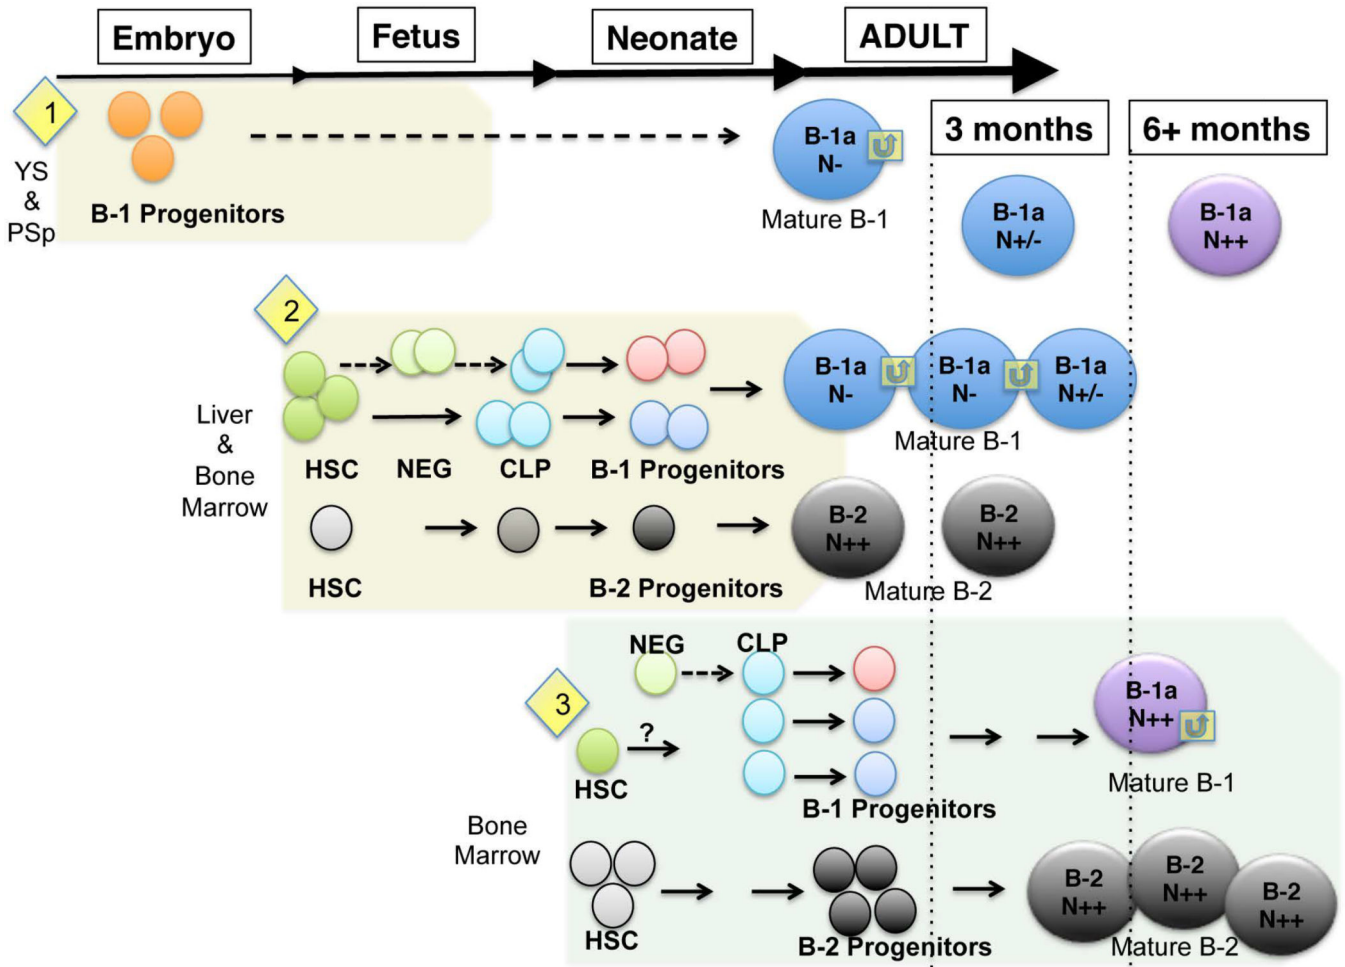 Embryo
Fetus
Neonate
ADULT
1
YS
&
PSp
B-1 Progenitors
B-1a
N-
Mature B-1
3 months
6+ months
B-1a
N+/-
B-1a
N++
2
Liver
&
Bone
Marrow
HSC
NEG
CLP
B-1 Progenitors
B-1a
N-
B-1a
N-
B-1a
N+/-
Mature B-1
HSC
B-2 Progenitors
B-2
N++
B-2
N++
Mature B-2
3
NEG
CLP
?
HSC
B-1 Progenitors
B-1a
N++
Mature B-1
Bone
Marrow
HSC
B-2 Progenitors
B-2
N++
B-2
N++
B-2
N++
Mature B-2